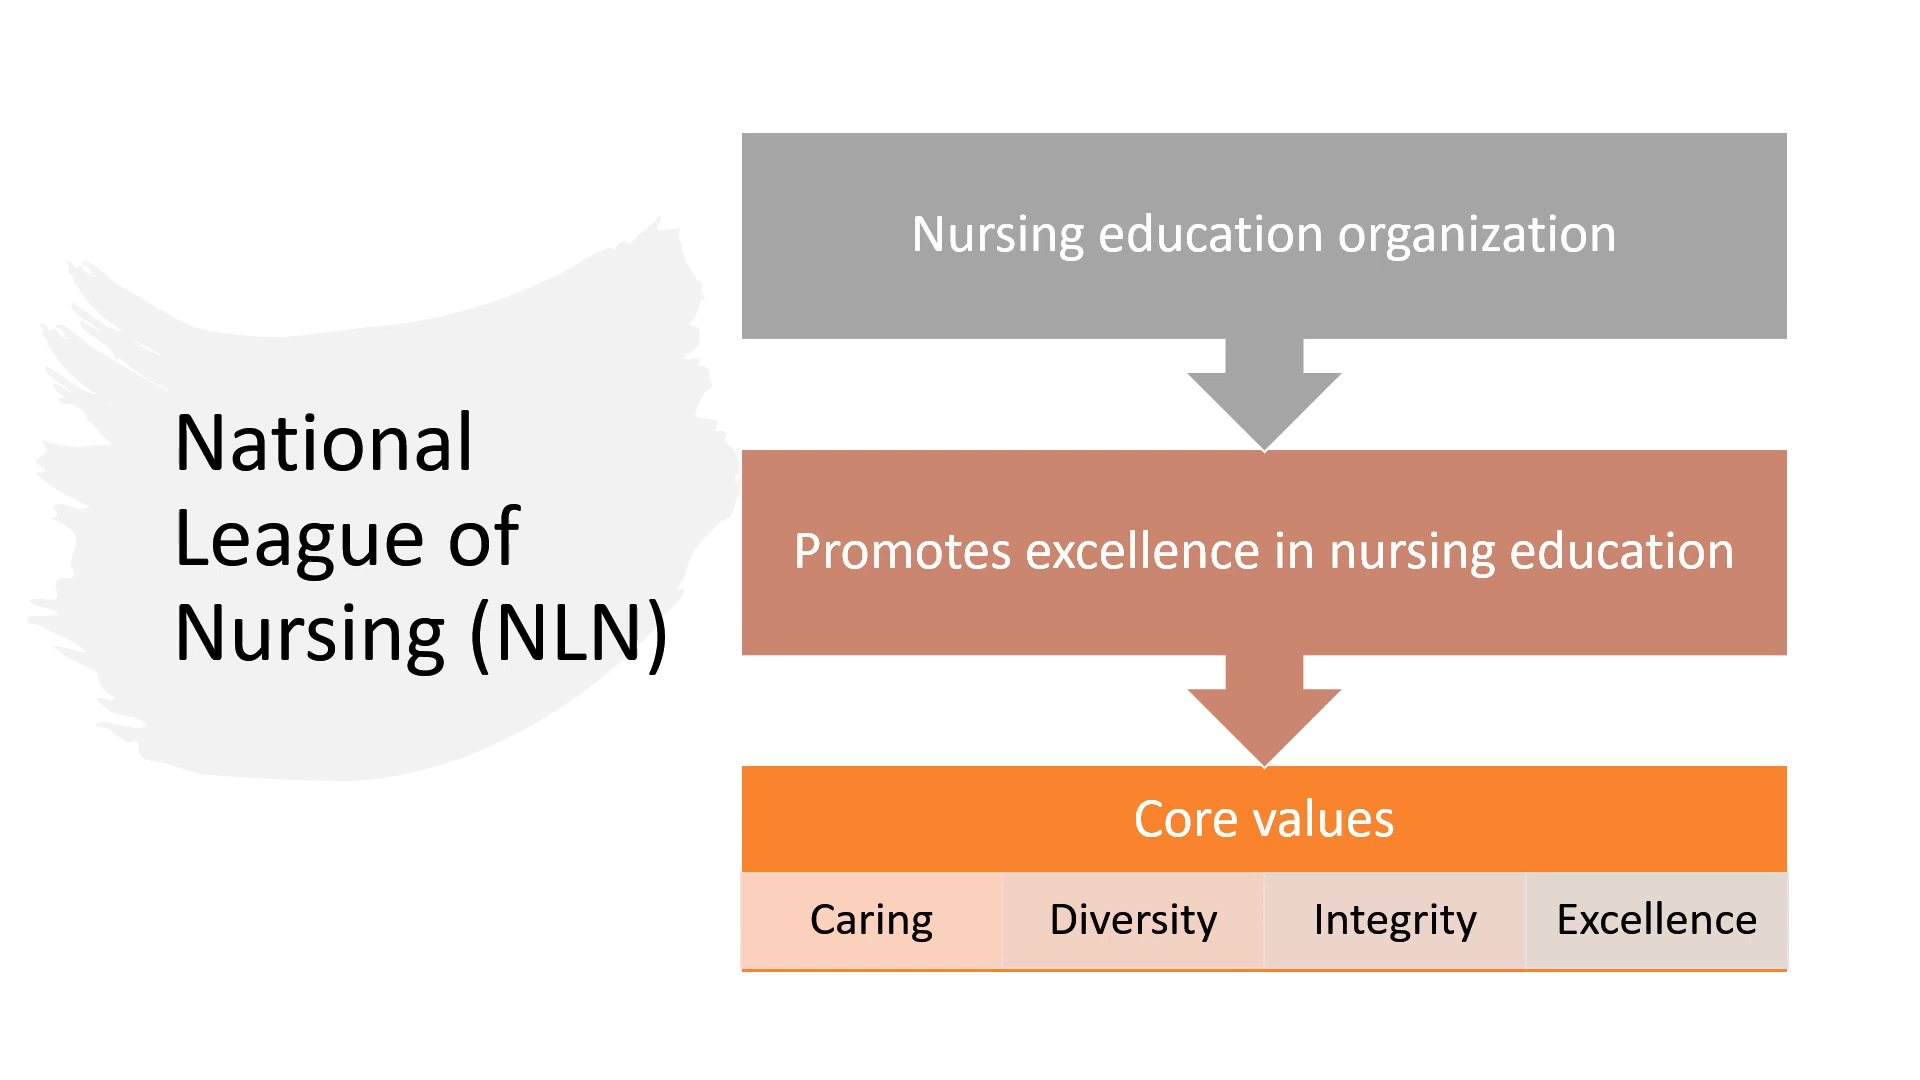 National
League of
Nursing (NLN)
Nursing education organization
Promotes excellence in nursing education
Core values
Caring
Diversity
Integrity
Excellence